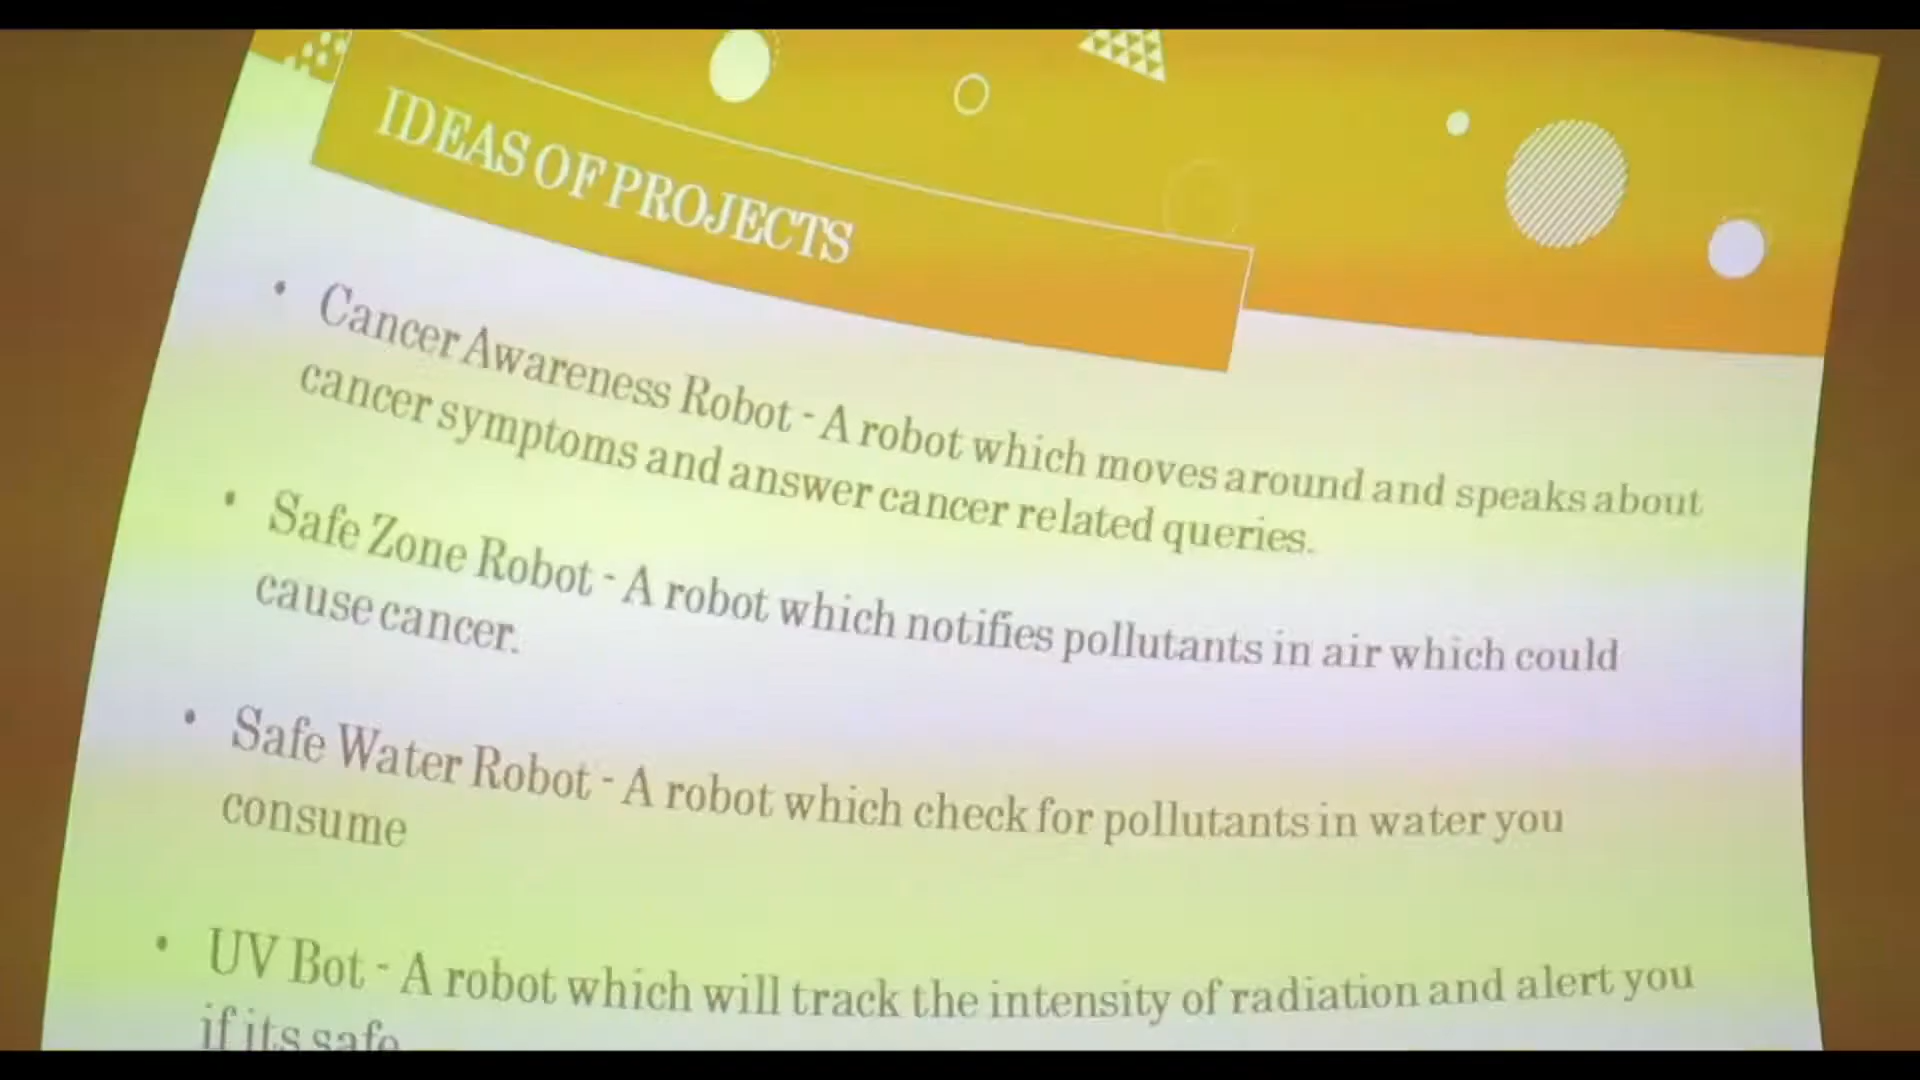 IDEAS OF PROJECTS
• Cancer Awareness Robot - A robot which moves around and speaks about
cancer symptoms and answer cancer related queries.
• Safe Zone Robot - A robot which notifies pollutants in air which could
cause cancer.
• Safe Water Robot - A robot which check for pollutants in water you
consume
• UV Bot - A robot which will track the intensity of radiation and alert you
if its safe